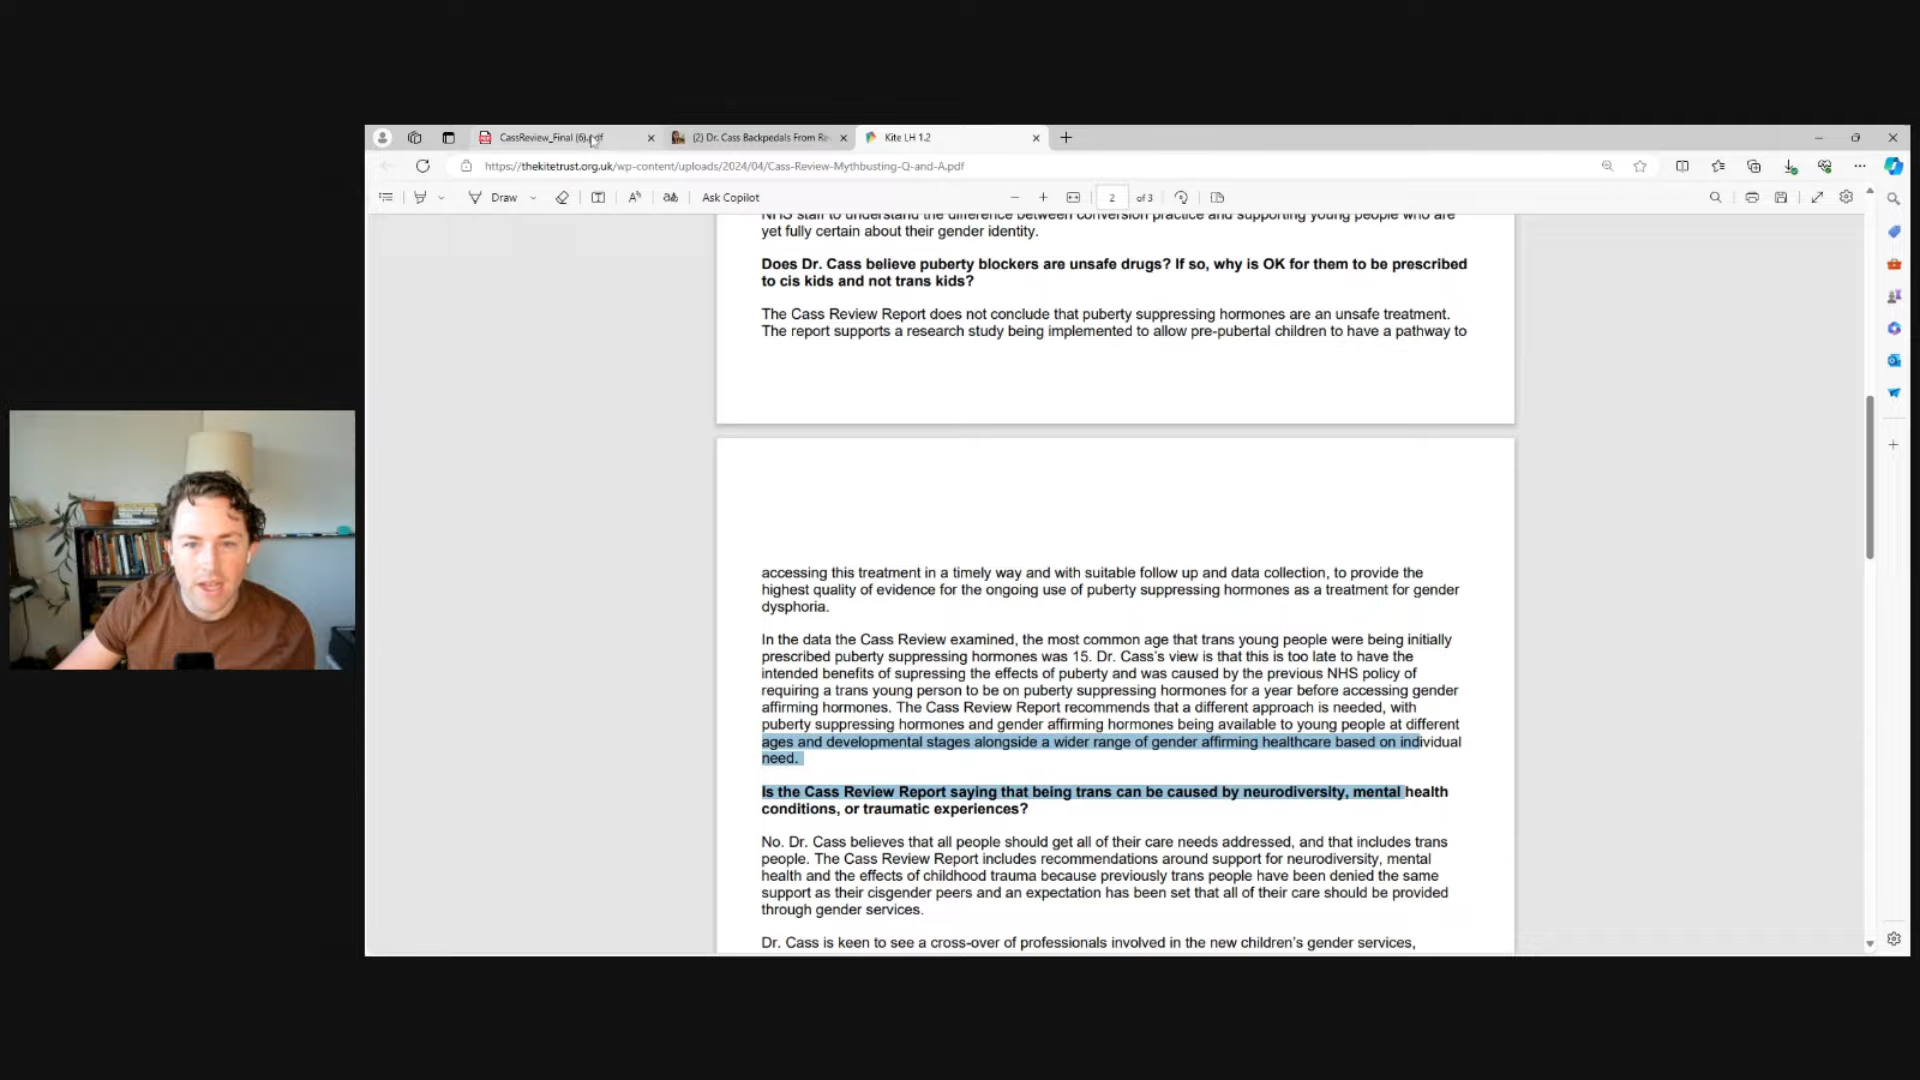 CassReview_Final (6).pdf
(2) Dr. Cass Backpedals From Re
Kite LH 1.2
https://thekitetrust.org.uk/wp-content/uploads/2024/04/Cass-Review-Mythbusting-Q-and-A.pdf
Draw
Ask Copilot
2 of 3
NHS staff to understand the difference between conversion practice and supporting young people who are
yet fully certain about their gender identity.
Does Dr. Cass believe puberty blockers are unsafe drugs? If so, why is OK for them to be prescribed
to cis kids and not trans kids?
The Cass Review Report does not conclude that puberty suppressing hormones are an unsafe treatment.
The report supports a research study being implemented to allow pre-pubertal children to have a pathway to
accessing this treatment in a timely way and with suitable follow up and data collection, to provide the
highest quality of evidence for the ongoing use of puberty suppressing hormones as a treatment for gender
dysphoria.
In the data the Cass Review examined, the most common age that trans young people were being initially
prescribed puberty suppressing hormones was 15. Dr. Cass's view is that this is too late to have the
intended benefits of supressing the effects of puberty and was caused by the previous NHS policy of
requiring a trans young person to be on puberty suppressing hormones for a year before accessing gender
affirming hormones. The Cass Review Report recommends that a different approach is needed, with
puberty suppressing hormones and gender affirming hormones being available to young people at different
ages and developmental stages alongside a wider range of gender affirming healthcare based on individual
need.
Is the Cass Review Report saying that being trans can be caused by neurodiversity, mental health
conditions, or traumatic experiences?
No. Dr. Cass believes that all people should get all of their care needs addressed, and that includes trans
people. The Cass Review Report includes recommendations around support for neurodiversity, mental
health and the effects of childhood trauma because previously trans people have been denied the same
support as their cisgender peers and an expectation has been set that all of their care should be provided
through gender services.
Dr. Cass is keen to see a cross-over of professionals involved in the new children's gender services,